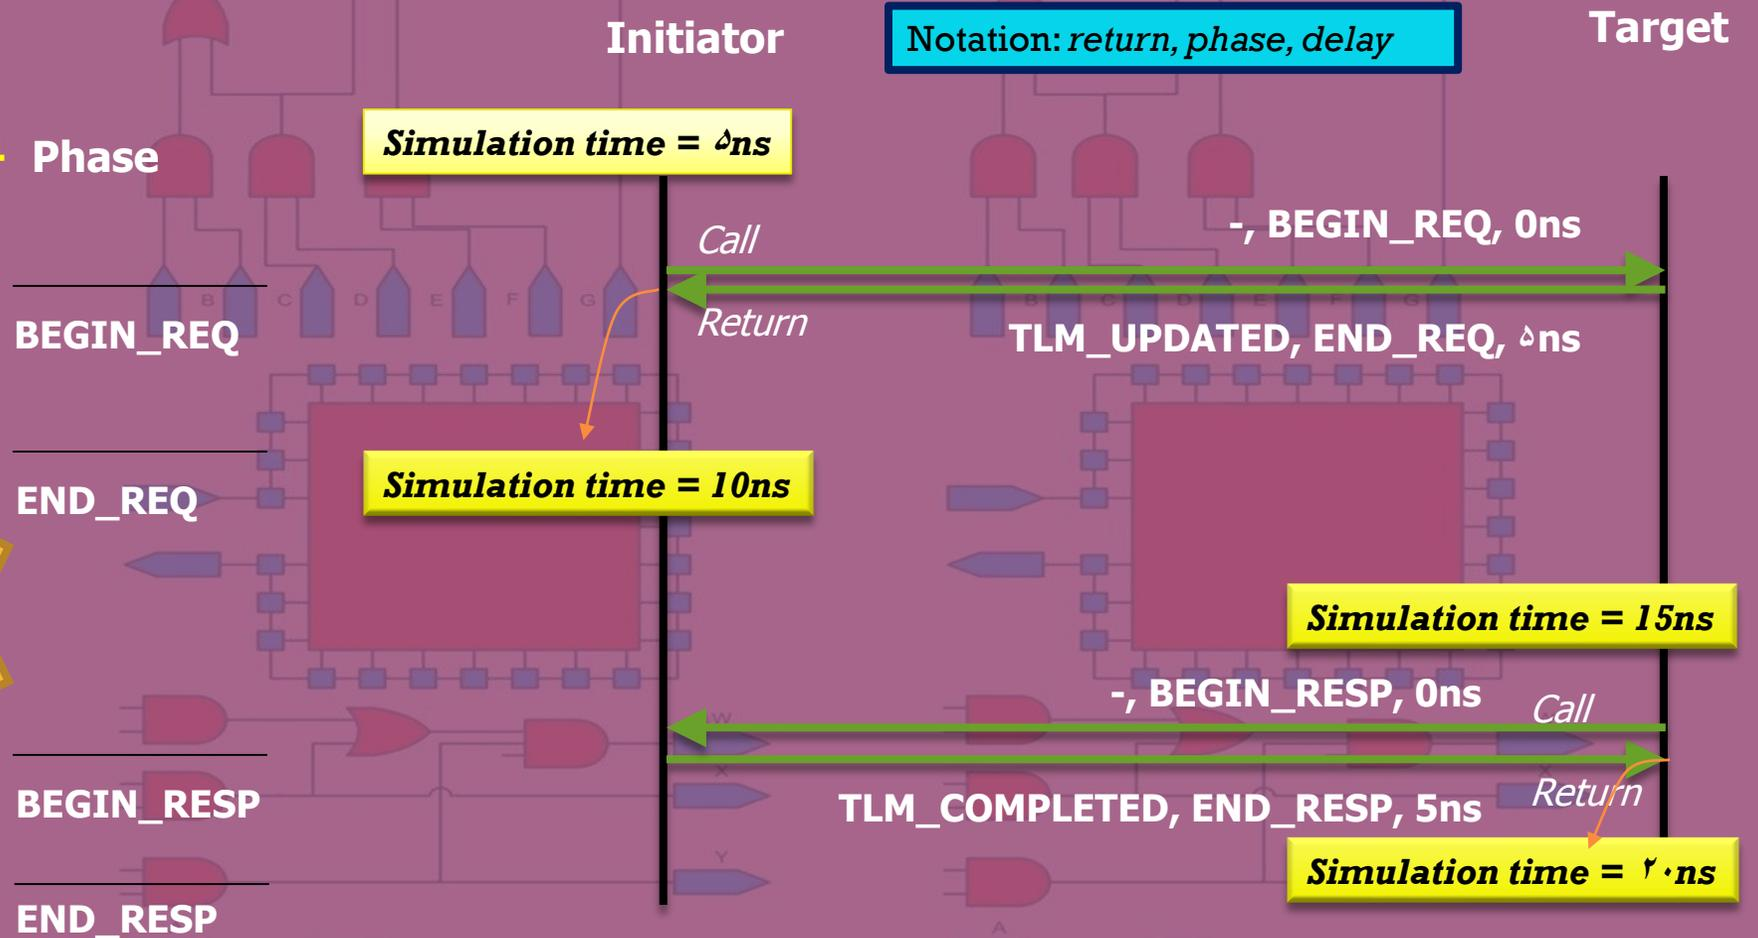 Initiator
Notation: return, phase, delay
Target
Simulation time = ۵ns
Phase
-, BEGIN_REQ, 0ns
Call
Return
BEGIN_REQ
TLM_UPDATED, END_REQ, ۵ns
Simulation time = 10ns
END_REQ
Simulation time = 15ns
-, BEGIN_RESP, 0ns
Call
Return
BEGIN_RESP
TLM_COMPLETED, END_RESP, 5ns
Simulation time = ۲۰ns
END_RESP
B C D E F G
B C D E F G
W
X
Y
A